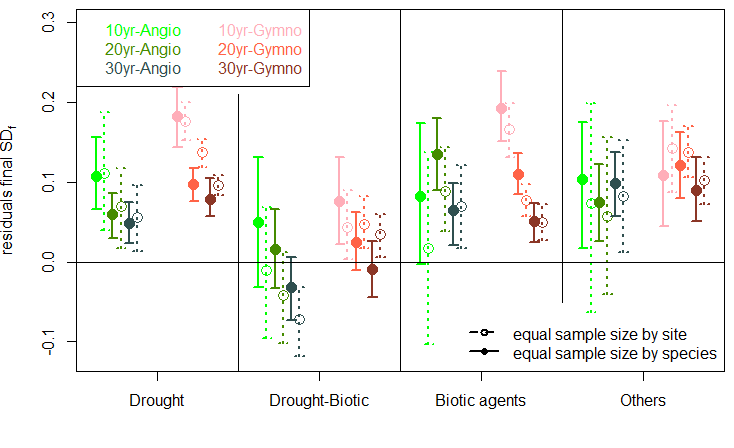 0.3
10yr-Angio 10yr-Gymno
20yr-Angio 20yr-Gymno
30yr-Angio 30yr-Gymno
0.2
0.1
0.0
-0.1
residuals final SDf
equal sample size by site
equal sample size by species
Drought Drought-Biotic Biotic agents Others